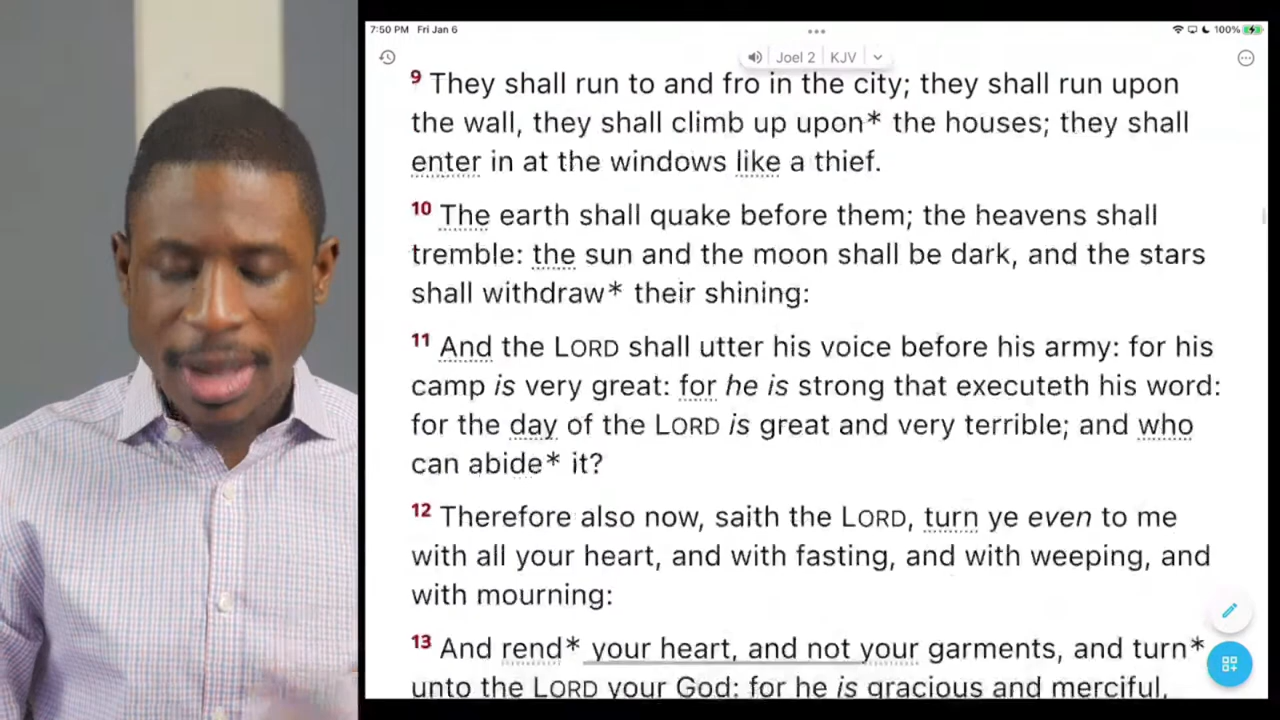 7:50 PM Fri Jan 6
100%
Joel 2 KJV
9 They shall run to and fro in the city; they shall run upon
the wall, they shall climb up upon* the houses; they shall
enter in at the windows like a thief.
10 The earth shall quake before them; the heavens shall
tremble: the sun and the moon shall be dark, and the stars
shall withdraw* their shining:
11 And the LORD shall utter his voice before his army: for his
camp is very great: for he is strong that executeth his word:
for the day of the LORD is great and very terrible; and who
can abide* it?
12 Therefore also now, saith the LORD, turn ye even to me
with all your heart, and with fasting, and with weeping, and
with mourning:
13 And rend* your heart, and not your garments, and turn*
unto the LORD your God: for he is gracious and merciful,